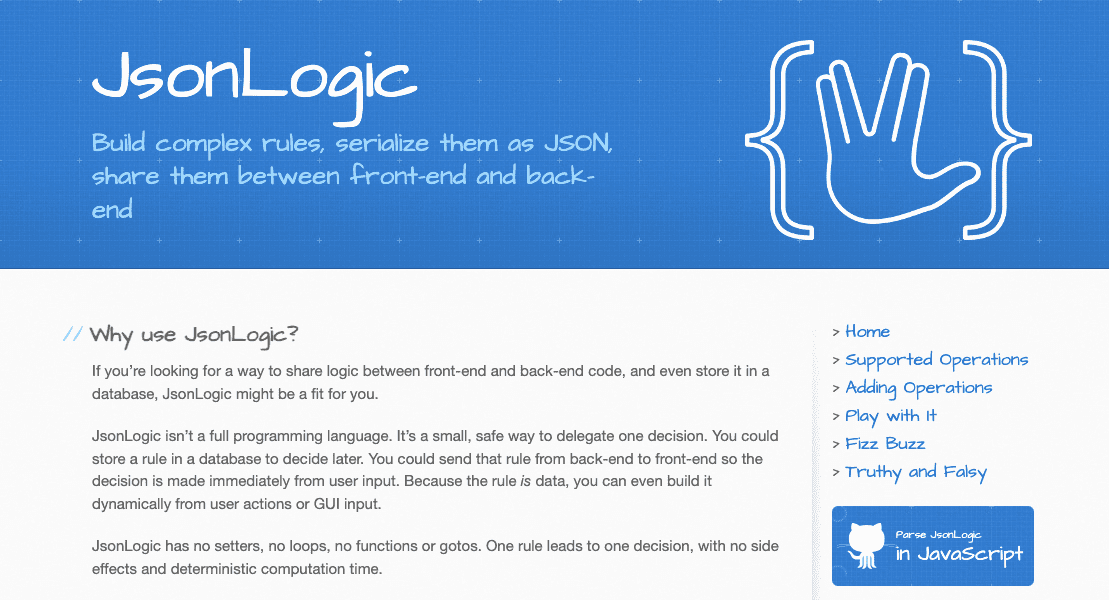 JsonLogic
Build complex rules, serialize them as JSON,
share them between front-end and back-
end
// Why use JsonLogic?
If you’re looking for a way to share logic between front-end and back-end code, and even store it in a
database, JsonLogic might be a fit for you.
JsonLogic isn’t a full programming language. It’s a small, safe way to delegate one decision. You could
store a rule in a database to decide later. You could send that rule from back-end to front-end so the
decision is made immediately from user input. Because the rule is data, you can even build it
dynamically from user actions or GUI input.
JsonLogic has no setters, no loops, no functions or gotos. One rule leads to one decision, with no side
effects and deterministic computation time.
> Home
> Supported Operations
> Adding Operations
> Play with It
> Fizz Buzz
> Truthy and Falsy
Parse JsonLogic
in JavaScript